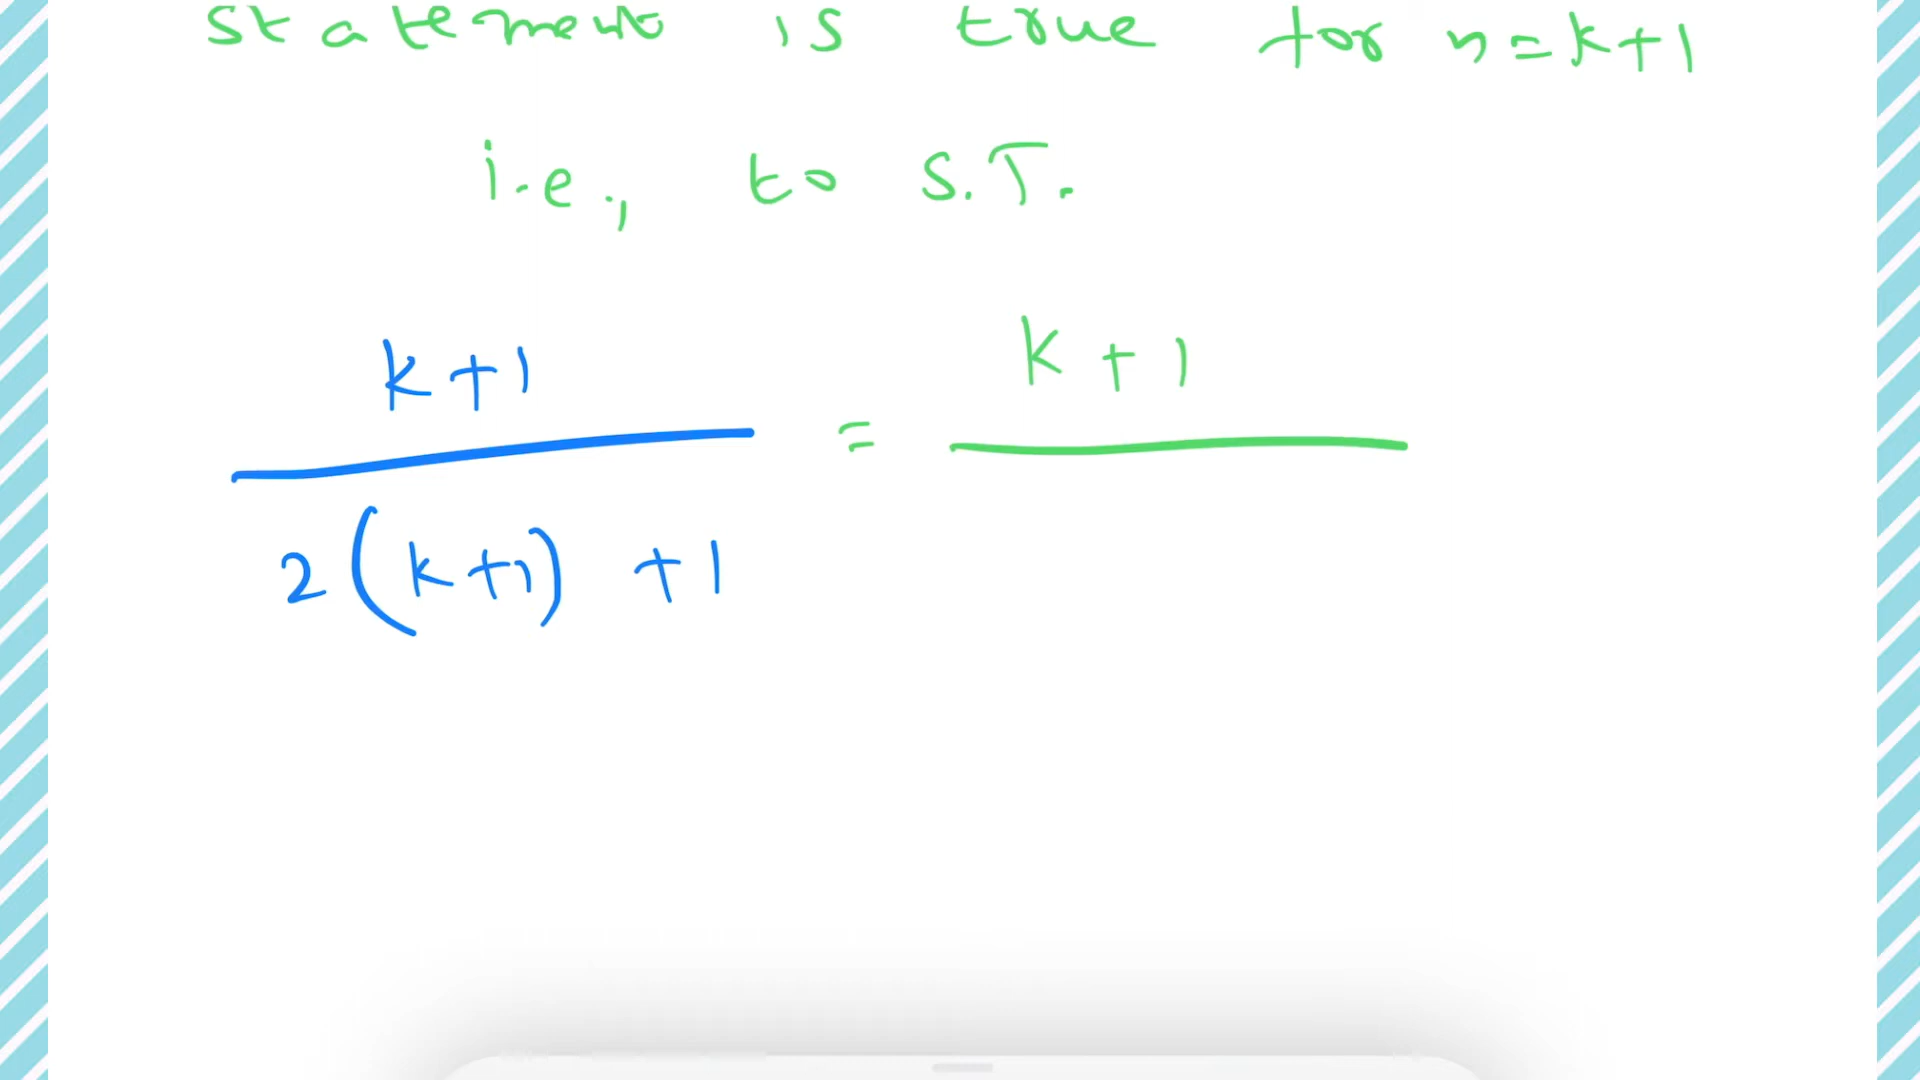 statement is true for n=k+1
i.e., to S.T.
k+1 = k+1
2(k+1) +1